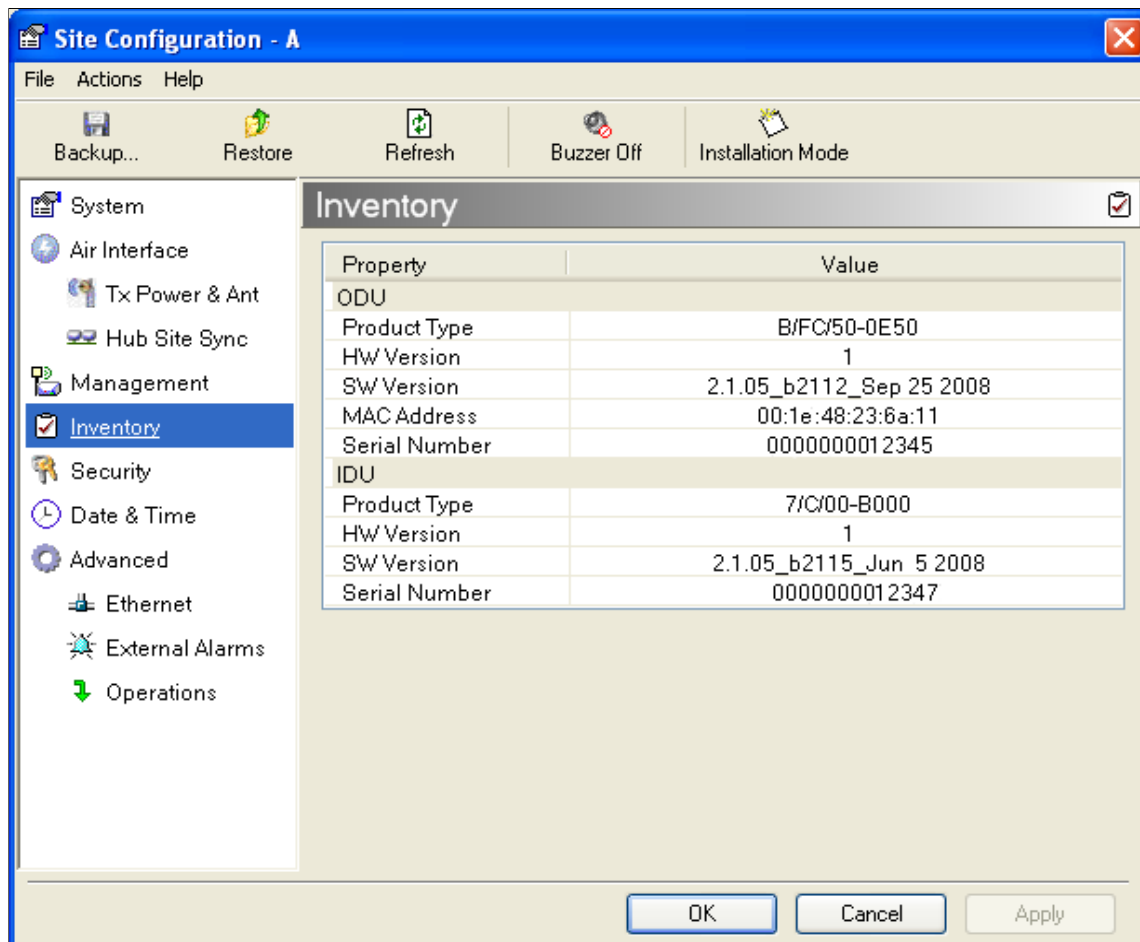 Site Configuration - A
File Actions Help
Backup... Restore Refresh Buzzer Off Installation Mode
System
Air Interface
Tx Power & Ant
Hub Site Sync
Management
Inventory
Security
Date & Time
Advanced
Ethernet
External Alarms
Operations
Inventory
Property Value
ODU
Product Type B/FC/50-0E50
HW Version 1
SW Version 2.1.05_b2112_Sep 25 2008
MAC Address 00:1e:48:23:6a:11
Serial Number 0000000012345
IDU
Product Type 7/C/00-B000
HW Version 1
SW Version 2.1.05_b2115_Jun  5 2008
Serial Number 0000000012347
OK Cancel Apply